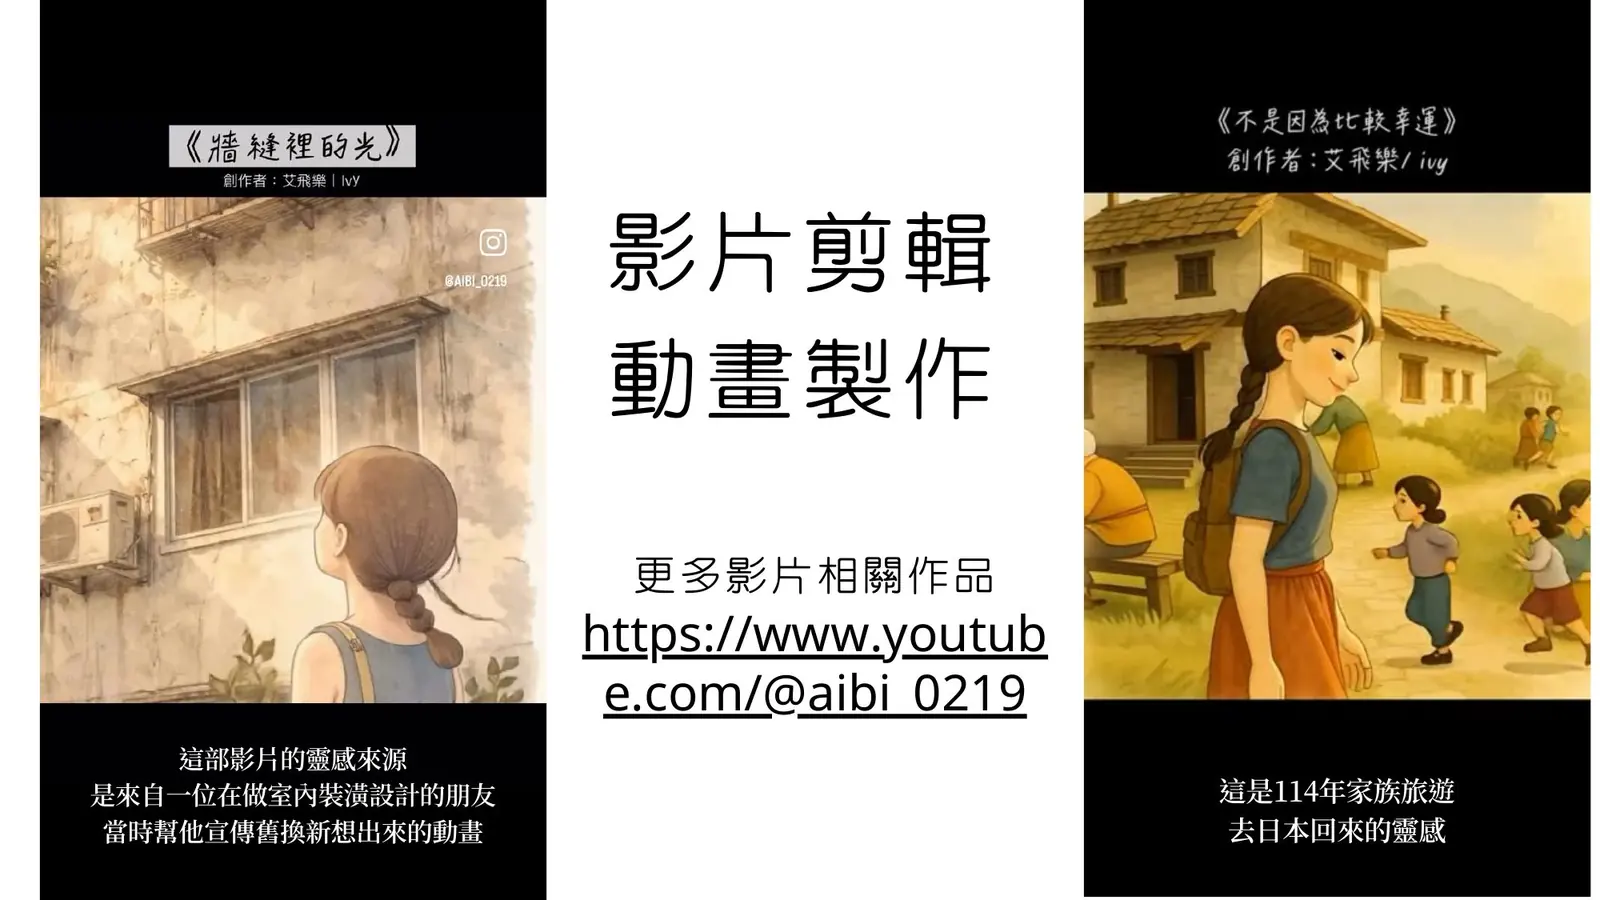 《牆縫裡的光》
創作者：艾飛樂｜Ivy
@AIBI_0219
這部影片的靈感來源
是來自一位在做室內裝潢設計的朋友
當時幫他宣傳舊換新想出來的動畫
影片剪輯
動畫製作
更多影片相關作品
https://www.youtub
e.com/@aibi_0219
《不是因為比較幸運》
創作者：艾飛樂/ ivy
這是114年家族旅遊
去日本回來的靈感